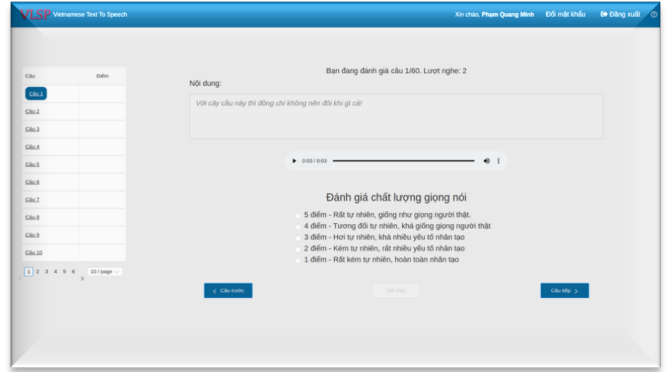 VLSP Vietnamese Text To Speech
Xin chào, Phạm Quang Minh
Đổi mật khẩu
Đăng xuất
Câu
Điểm
Câu 1
Câu 2
Câu 3
Câu 4
Câu 5
Câu 6
Câu 7
Câu 8
Câu 9
Câu 10
1 2 3 4 5 6
10 / page
Bạn đang đánh giá câu 1/60. Lượt nghe: 2
Nội dung:
Với cây cầu này thì đồng chí không nên đòi khi gì cả!
0:03 / 0:03
Đánh giá chất lượng giọng nói
5 điểm - Rất tự nhiên, giống như giọng người thật.
4 điểm - Tương đối tự nhiên, khá giống giọng người thật
3 điểm - Hơi tự nhiên, khá nhiều yếu tố nhân tạo
2 điểm - Kém tự nhiên, rất nhiều yếu tố nhân tạo
1 điểm - Rất kém tự nhiên, hoàn toàn nhân tạo
Câu trước
Câu tiếp